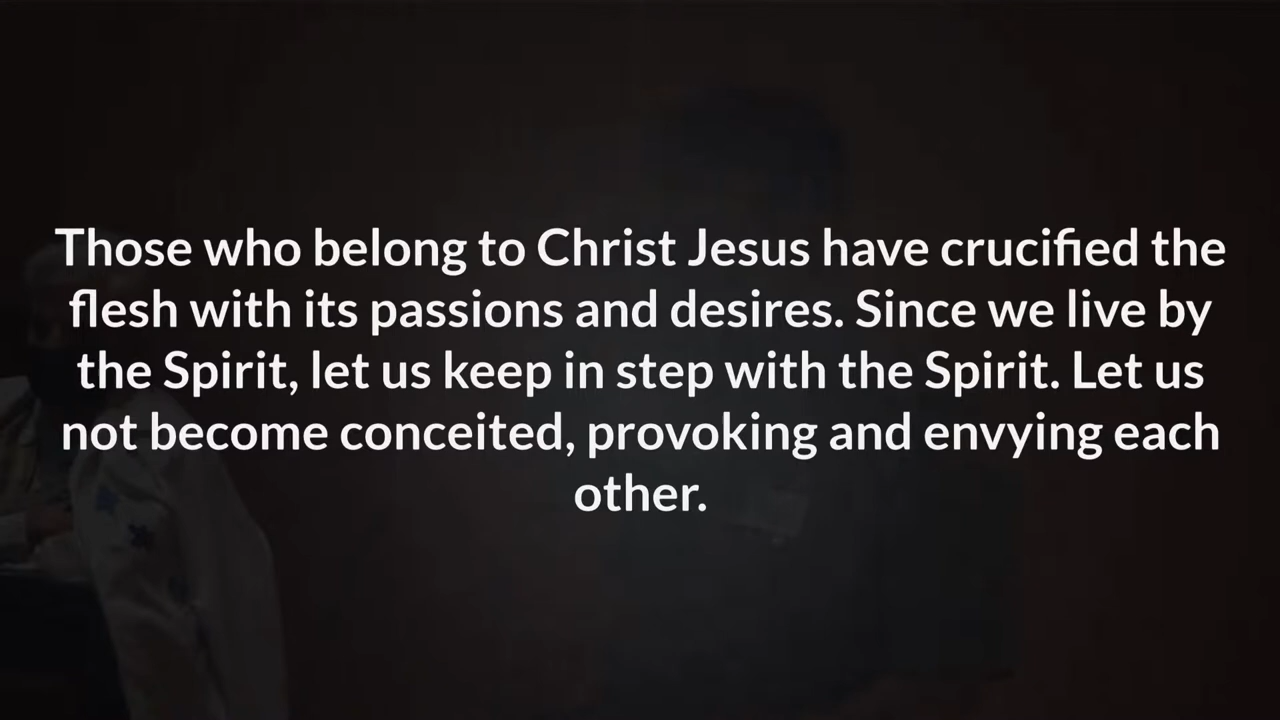 Those who belong to Christ Jesus have crucified the
flesh with its passions and desires. Since we live by
the Spirit, let us keep in step with the Spirit. Let us
not become conceited, provoking and envying each
other.